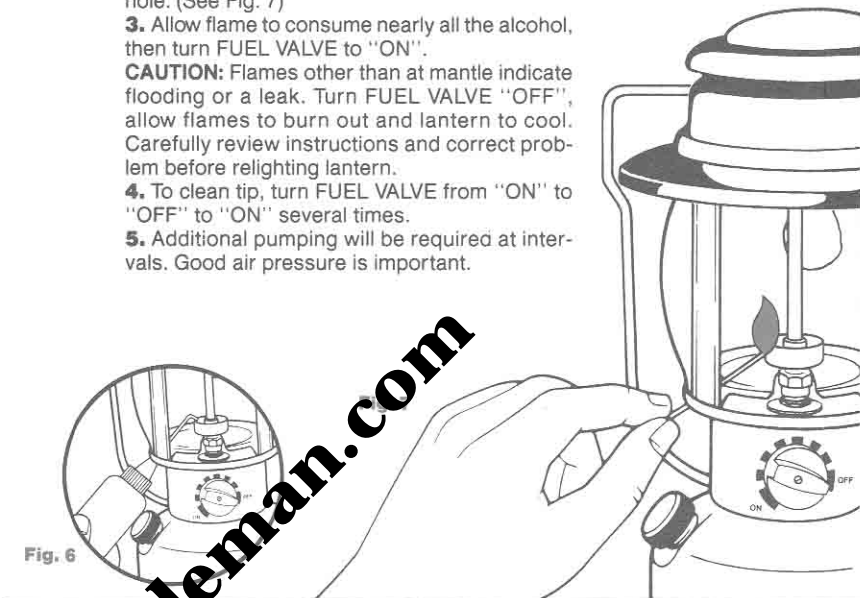 hole. (See Fig. 7)
3. Allow flame to consume nearly all the alcohol,
then turn FUEL VALVE to "ON".
CAUTION: Flames other than at mantle indicate
flooding or a leak. Turn FUEL VALVE "OFF",
allow flames to burn out and lantern to cool.
Carefully review instructions and correct prob-
lem before relighting lantern.
4. To clean tip, turn FUEL VALVE from "ON" to
"OFF" to "ON" several times.
5. Additional pumping will be required at inter-
vals. Good air pressure is important.
Fig. 7
Fig. 6
OFF
ON
OFF
ON
leman.com